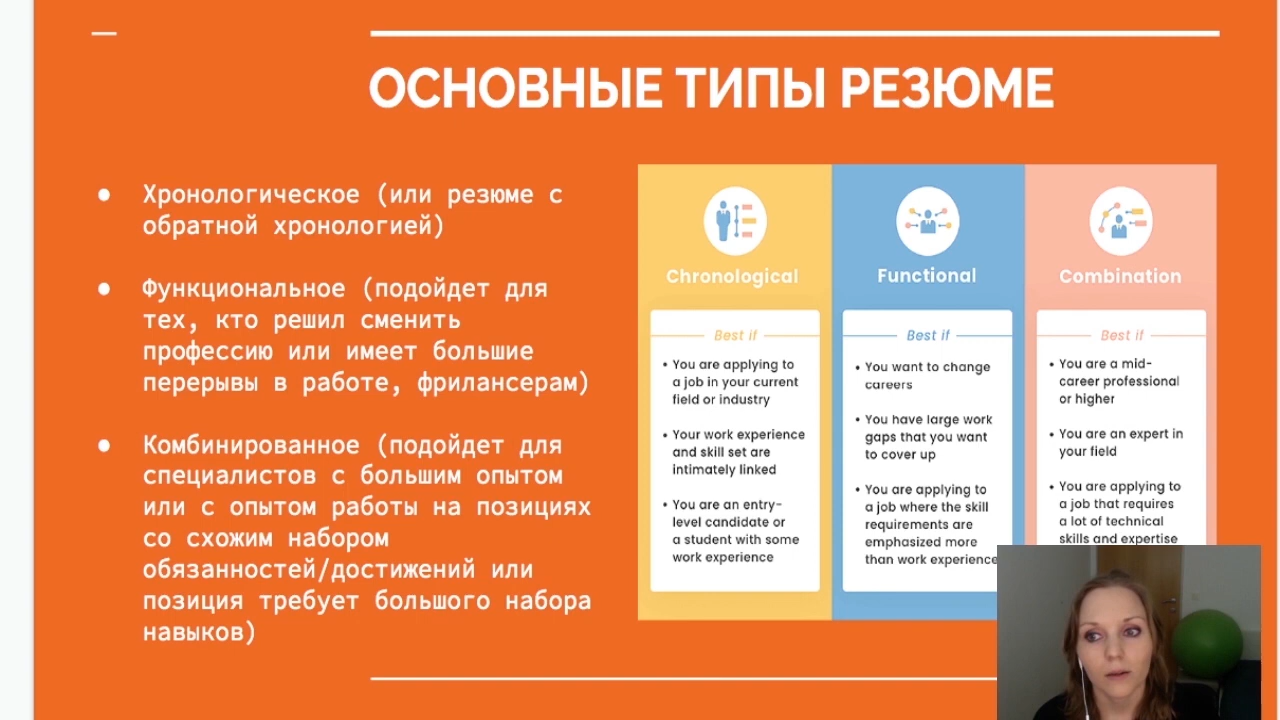 ОСНОВНЫЕ ТИПЫ РЕЗЮМЕ
● Хронологическое (или резюме с
обратной хронологией)
● Функциональное (подойдет для
тех, кто решил сменить
профессию или имеет большие
перерывы в работе, фрилансерам)
● Комбинированное (подойдет для
специалистов с большим опытом
или с опытом работы на позициях
со схожим набором
обязанностей/достижений или
позиция требует большого набора
навыков)
Chronological
Best if
• You are applying to
a job in your current
field or industry
• Your work experience
and skill set are
intimately linked
• You are an entry-
level candidate or
a student with some
work experience
Functional
Best if
• You want to change
careers
• You have large work
gaps that you want
to cover up
• You are applying to
a job where the skill
requirements are
emphasized more
than work experience
Combination
Best if
• You are a mid-
career professional
or higher
• You are an expert in
your field
• You are applying to
a job that requires
a lot of technical
skills and expertise